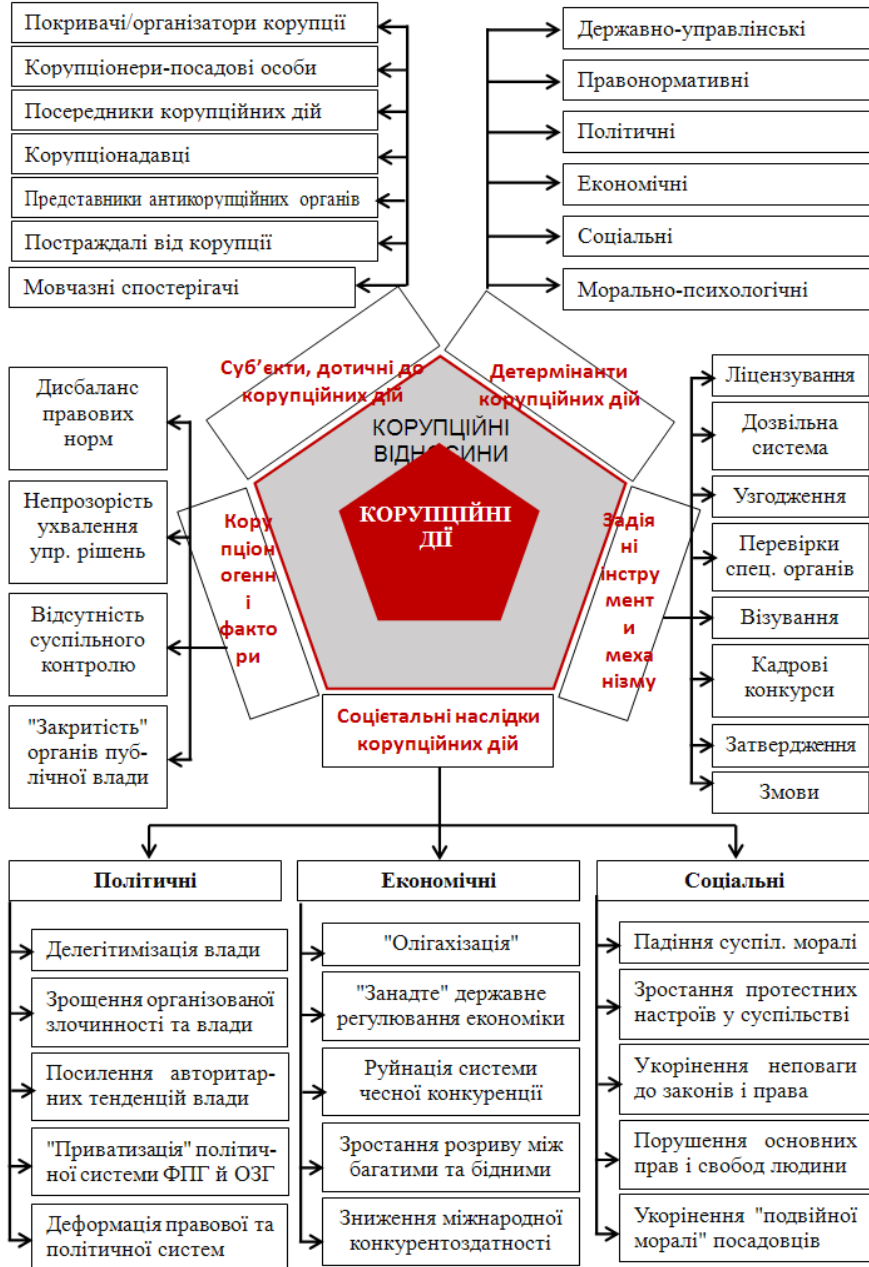 Покривачі/організатори корупції
Корупціонери-посадові особи
Посередники корупційних дій
Корупціонадавці
Представники антикорупційних органів
Постраждалі від корупції
Мовчазні спостерігачі
Державно-управлінські
Правонормативні
Політичні
Економічні
Соціальні
Морально-психологічні
Суб’єкти, дотичні до
корупційних дій
Детермінанти
корупційних дій
КОРУПЦІЙНІ
ВІДНОСИНИ
КОРУПЦІЙНІ
ДІЇ
Кору
пціон
огенн
і
факто
ри
Дисбаланс
правових
норм
Непрозорість
ухвалення
упр. рішень
Відсутність
суспільного
контролю
"Закритість"
органів пуб-
лічної влади
Задія
ні
інстру
мент
и
меха
нізму
Ліцензування
Дозвільна
система
Узгодження
Перевірки
спец. органів
Візування
Кадрові
конкурси
Затвердження
Змови
Соцієтальні наслідки
корупційних дій
Політичні
Делегітимізація влади
Зрощення організованої
злочинності та влади
Посилення авторитар-
них тенденцій влади
"Приватизація" політич-
ної системи ФПГ й ОЗГ
Деформація правової та
політичної систем
Економічні
"Олігахізація"
"Занадте" державне
регулювання економіки
Руйнація системи
чесної конкуренції
Зростання розриву між
багатими та бідними
Зниження міжнародної
конкурентоздатності
Соціальні
Падіння суспіл. моралі
Зростання протестних
настроїв у суспільстві
Укорінення неповаги
до законів і права
Порушення основних
прав і свобод людини
Укорінення "подвійної
моралі" посадовців